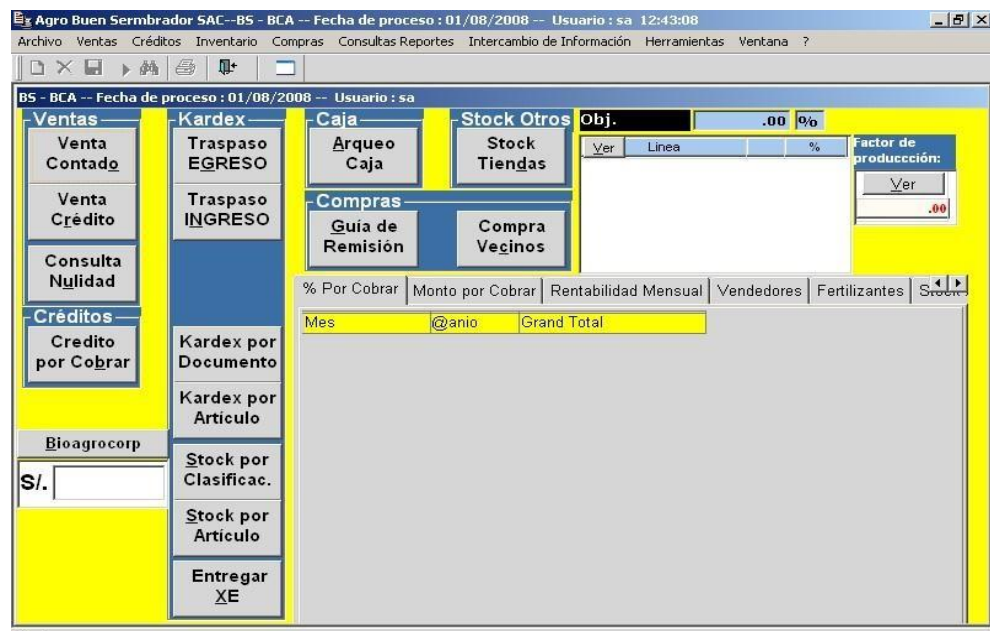 Agro Buen Sermbrador SAC--BS - BCA -- Fecha de proceso : 01/08/2008 -- Usuario : sa 12:43:08
Archivo Ventas Créditos Inventario Compras Consultas Reportes Intercambio de Información Herramientas Ventana ?
BS - BCA -- Fecha de proceso : 01/08/2008 -- Usuario : sa
Ventas
Venta
Contado
Venta
Crédito
Consulta
Nulidad
Créditos
Credito
por Cobrar
Bioagrocorp
S/.
Kardex
Traspaso
EGRESO
Traspaso
INGRESO
Kardex por
Documento
Kardex por
Artículo
Stock por
Clasificac.
Stock por
Artículo
Entregar
XE
Caja
Arqueo
Caja
Stock Otros
Stock
Tiendas
Compras
Guía de
Remisión
Compra
Vecinos
Obj. .00 %
Ver Linea %
Factor de
produccción:
Ver
.00
% Por Cobrar Monto por Cobrar Rentabilidad Mensual Vendedores Fertilizantes
Mes @anio Grand Total